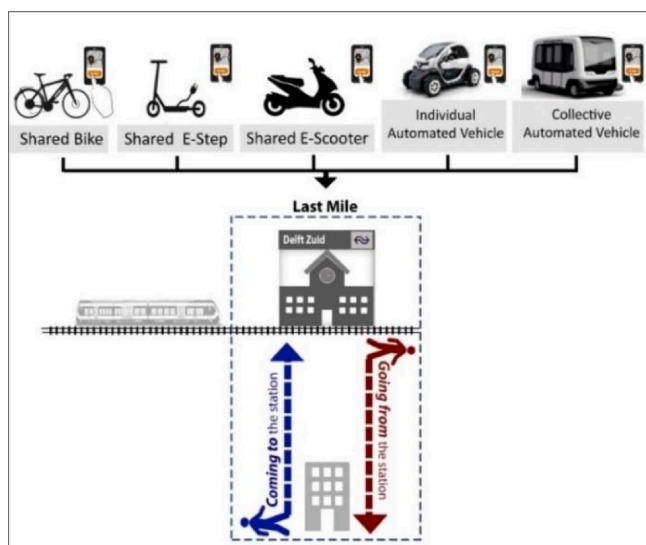 Shared Bike
Shared E-Step
Shared E-Scooter
Individual
Automated Vehicle
Collective
Automated Vehicle
Last Mile
Delft Zuid
Coming to the station
Going from the station